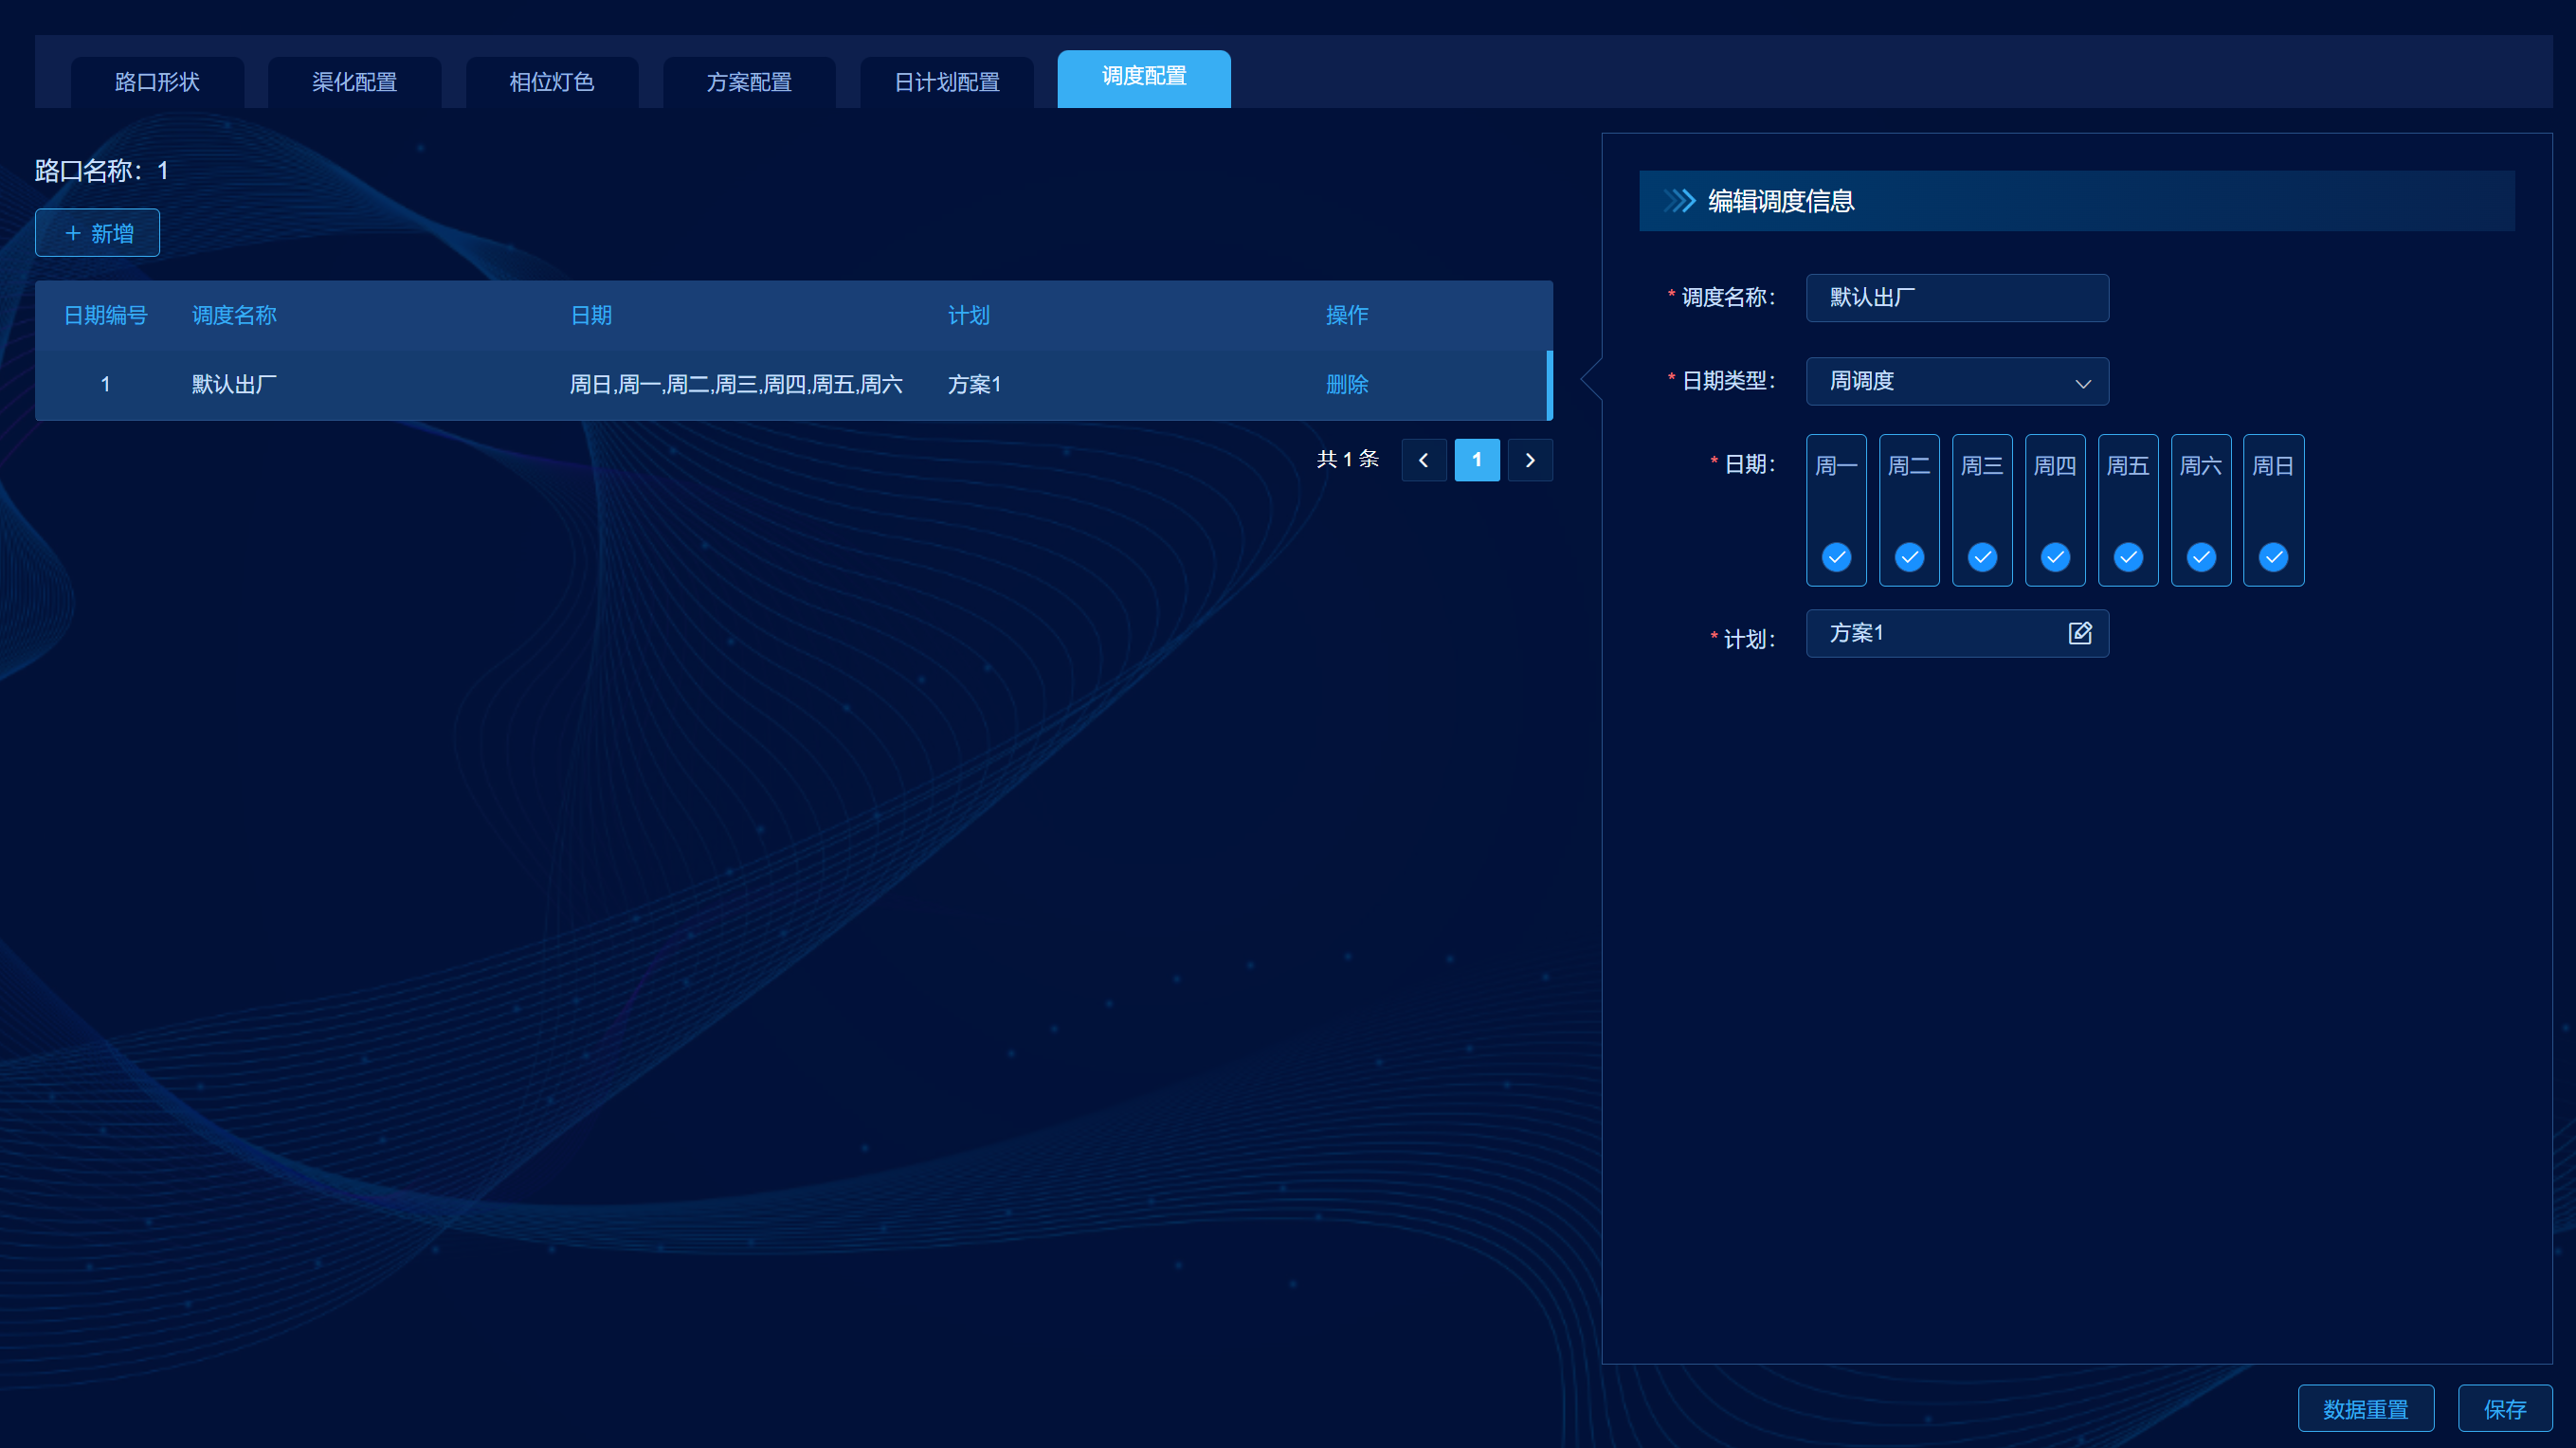 路口形状 渠化配置 相位灯色 方案配置 日计划配置 调度配置
路口名称：1
+ 新增
日期编号 调度名称 日期 计划 操作
1 默认出厂 周日,周一,周二,周三,周四,周五,周六 方案1 删除
共 1 条 1
编辑调度信息
* 调度名称： 默认出厂
* 日期类型： 周调度
* 日期： 周一 周二 周三 周四 周五 周六 周日
* 计划： 方案1
数据重置 保存